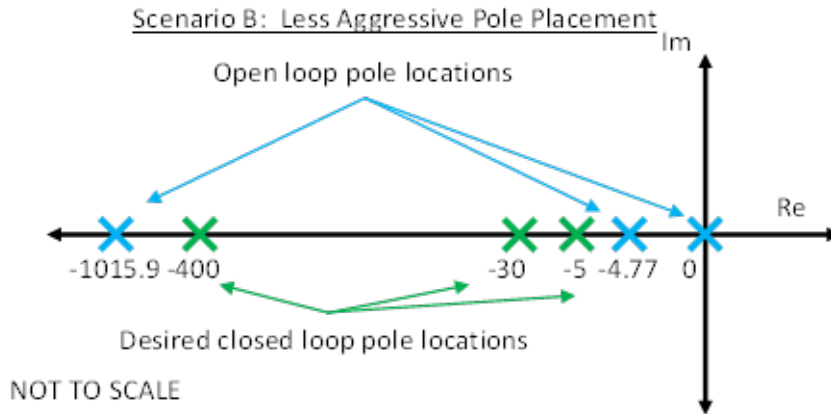 Scenario B:  Less Aggressive Pole Placement
Im
Open loop pole locations
Re
-1015.9 -400 -30 -5 -4.77 0
Desired closed loop pole locations
NOT TO SCALE